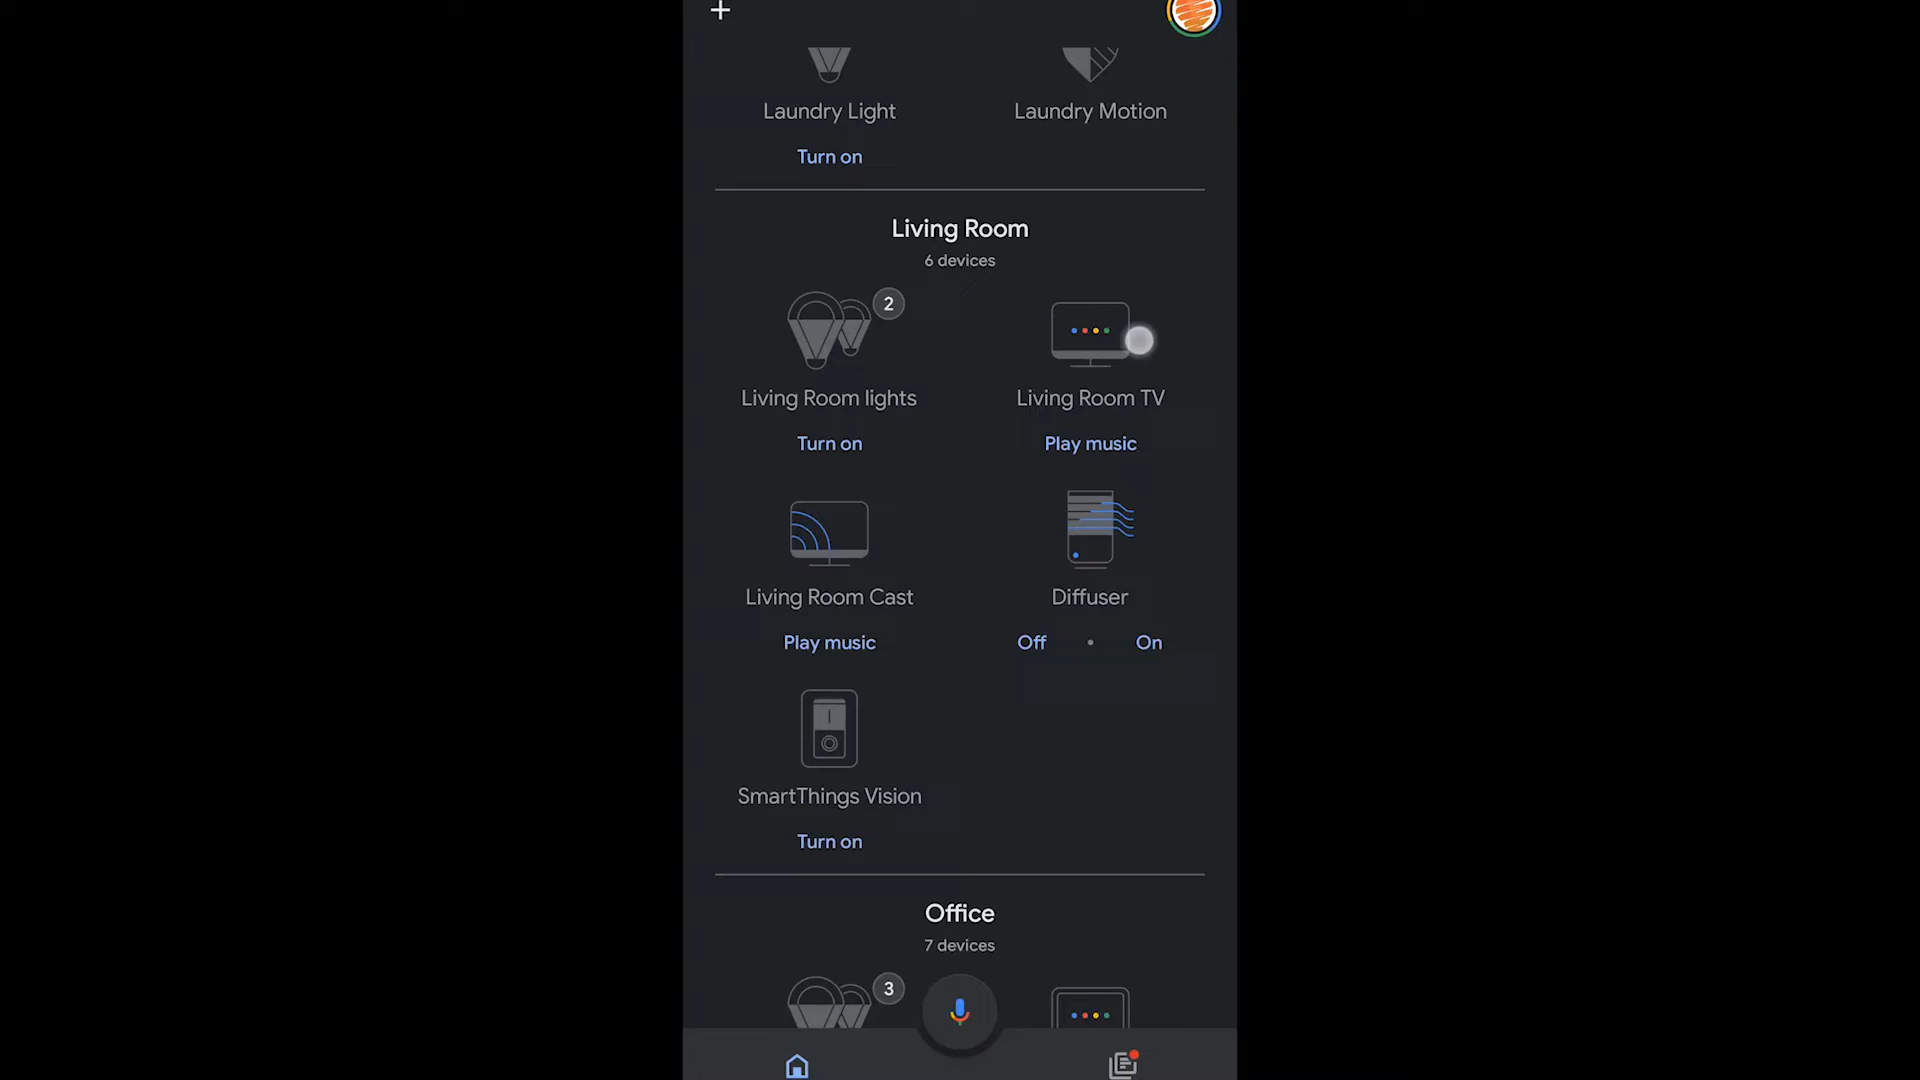 Laundry Light
Laundry Motion
Turn on
Living Room
6 devices
2
Living Room lights
Living Room TV
Turn on
Play music
Living Room Cast
Diffuser
Play music
Off • On
SmartThings Vision
Turn on
Office
7 devices
3